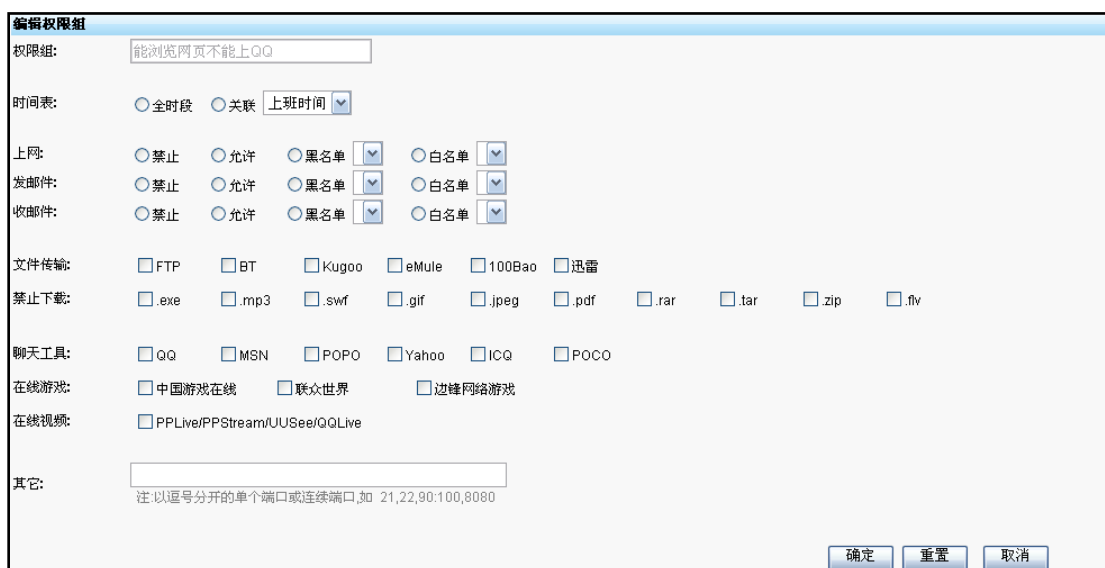 编辑权限组
权限组: 能浏览网页不能上QQ
时间表: 全时段 关联 上班时间
上网: 禁止 允许 黑名单 白名单
发邮件: 禁止 允许 黑名单 白名单
收邮件: 禁止 允许 黑名单 白名单
文件传输: FTP BT Kugoo eMule 100Bao 迅雷
禁止下载: .exe .mp3 .swf .gif .jpeg .pdf .rar .tar .zip .flv
聊天工具: QQ MSN POPO Yahoo ICQ POCO
在线游戏: 中国游戏在线 联众世界 边锋网络游戏
在线视频: PPLive/PPStream/UUSee/QQLive
其它:
注:以逗号分开的单个端口或连续端口,如 21,22,90:100,8080
确定 重置 取消